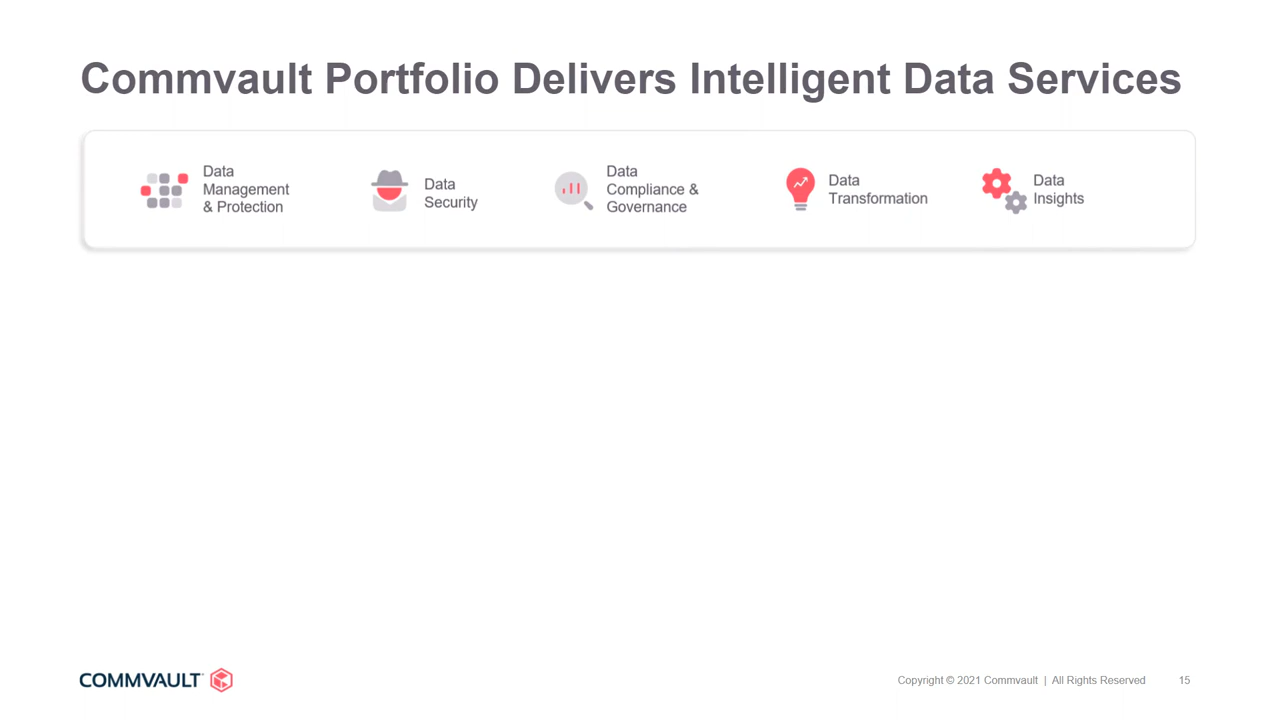 Commvault Portfolio Delivers Intelligent Data Services
Data
Management
& Protection
Data
Security
Data
Compliance &
Governance
Data
Transformation
Data
Insights
COMMVAULT
Copyright © 2021 Commvault | All Rights Reserved
15